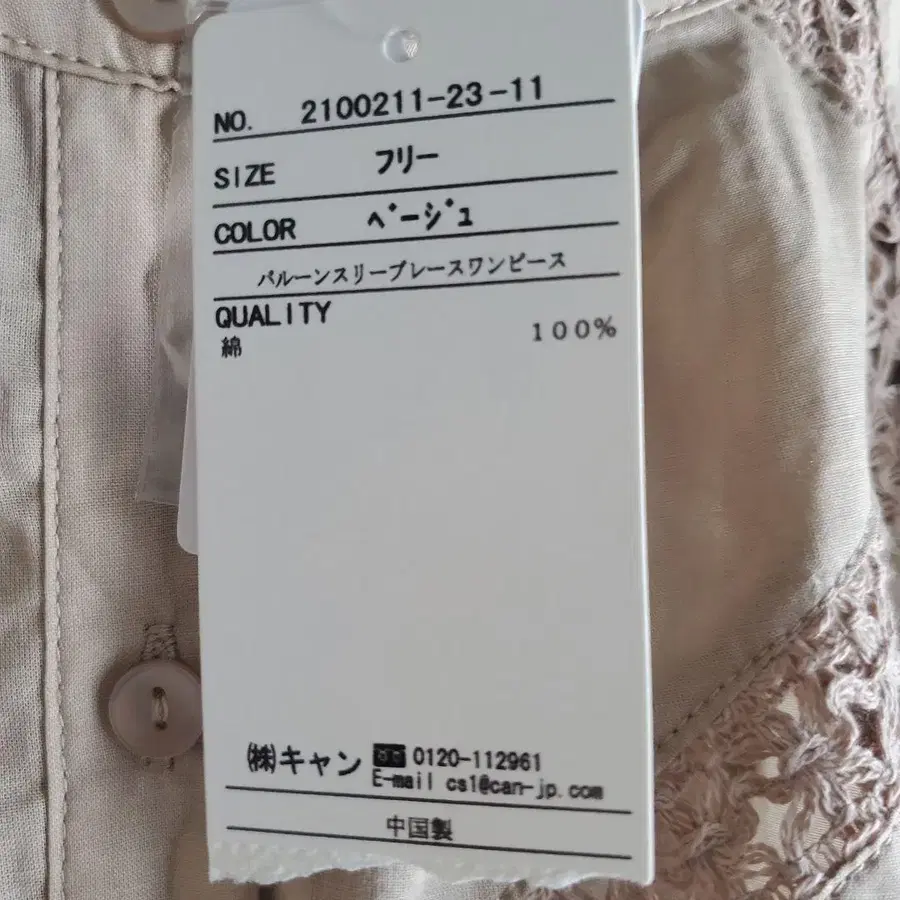 NO. 2100211-23-11
SIZE フリー
COLOR ベージュ
バルーンスリーブレースワンピース
QUALITY
綿 100%
㈱キャン 0120-112961
E-mail cs1@can-jp.com
中国製